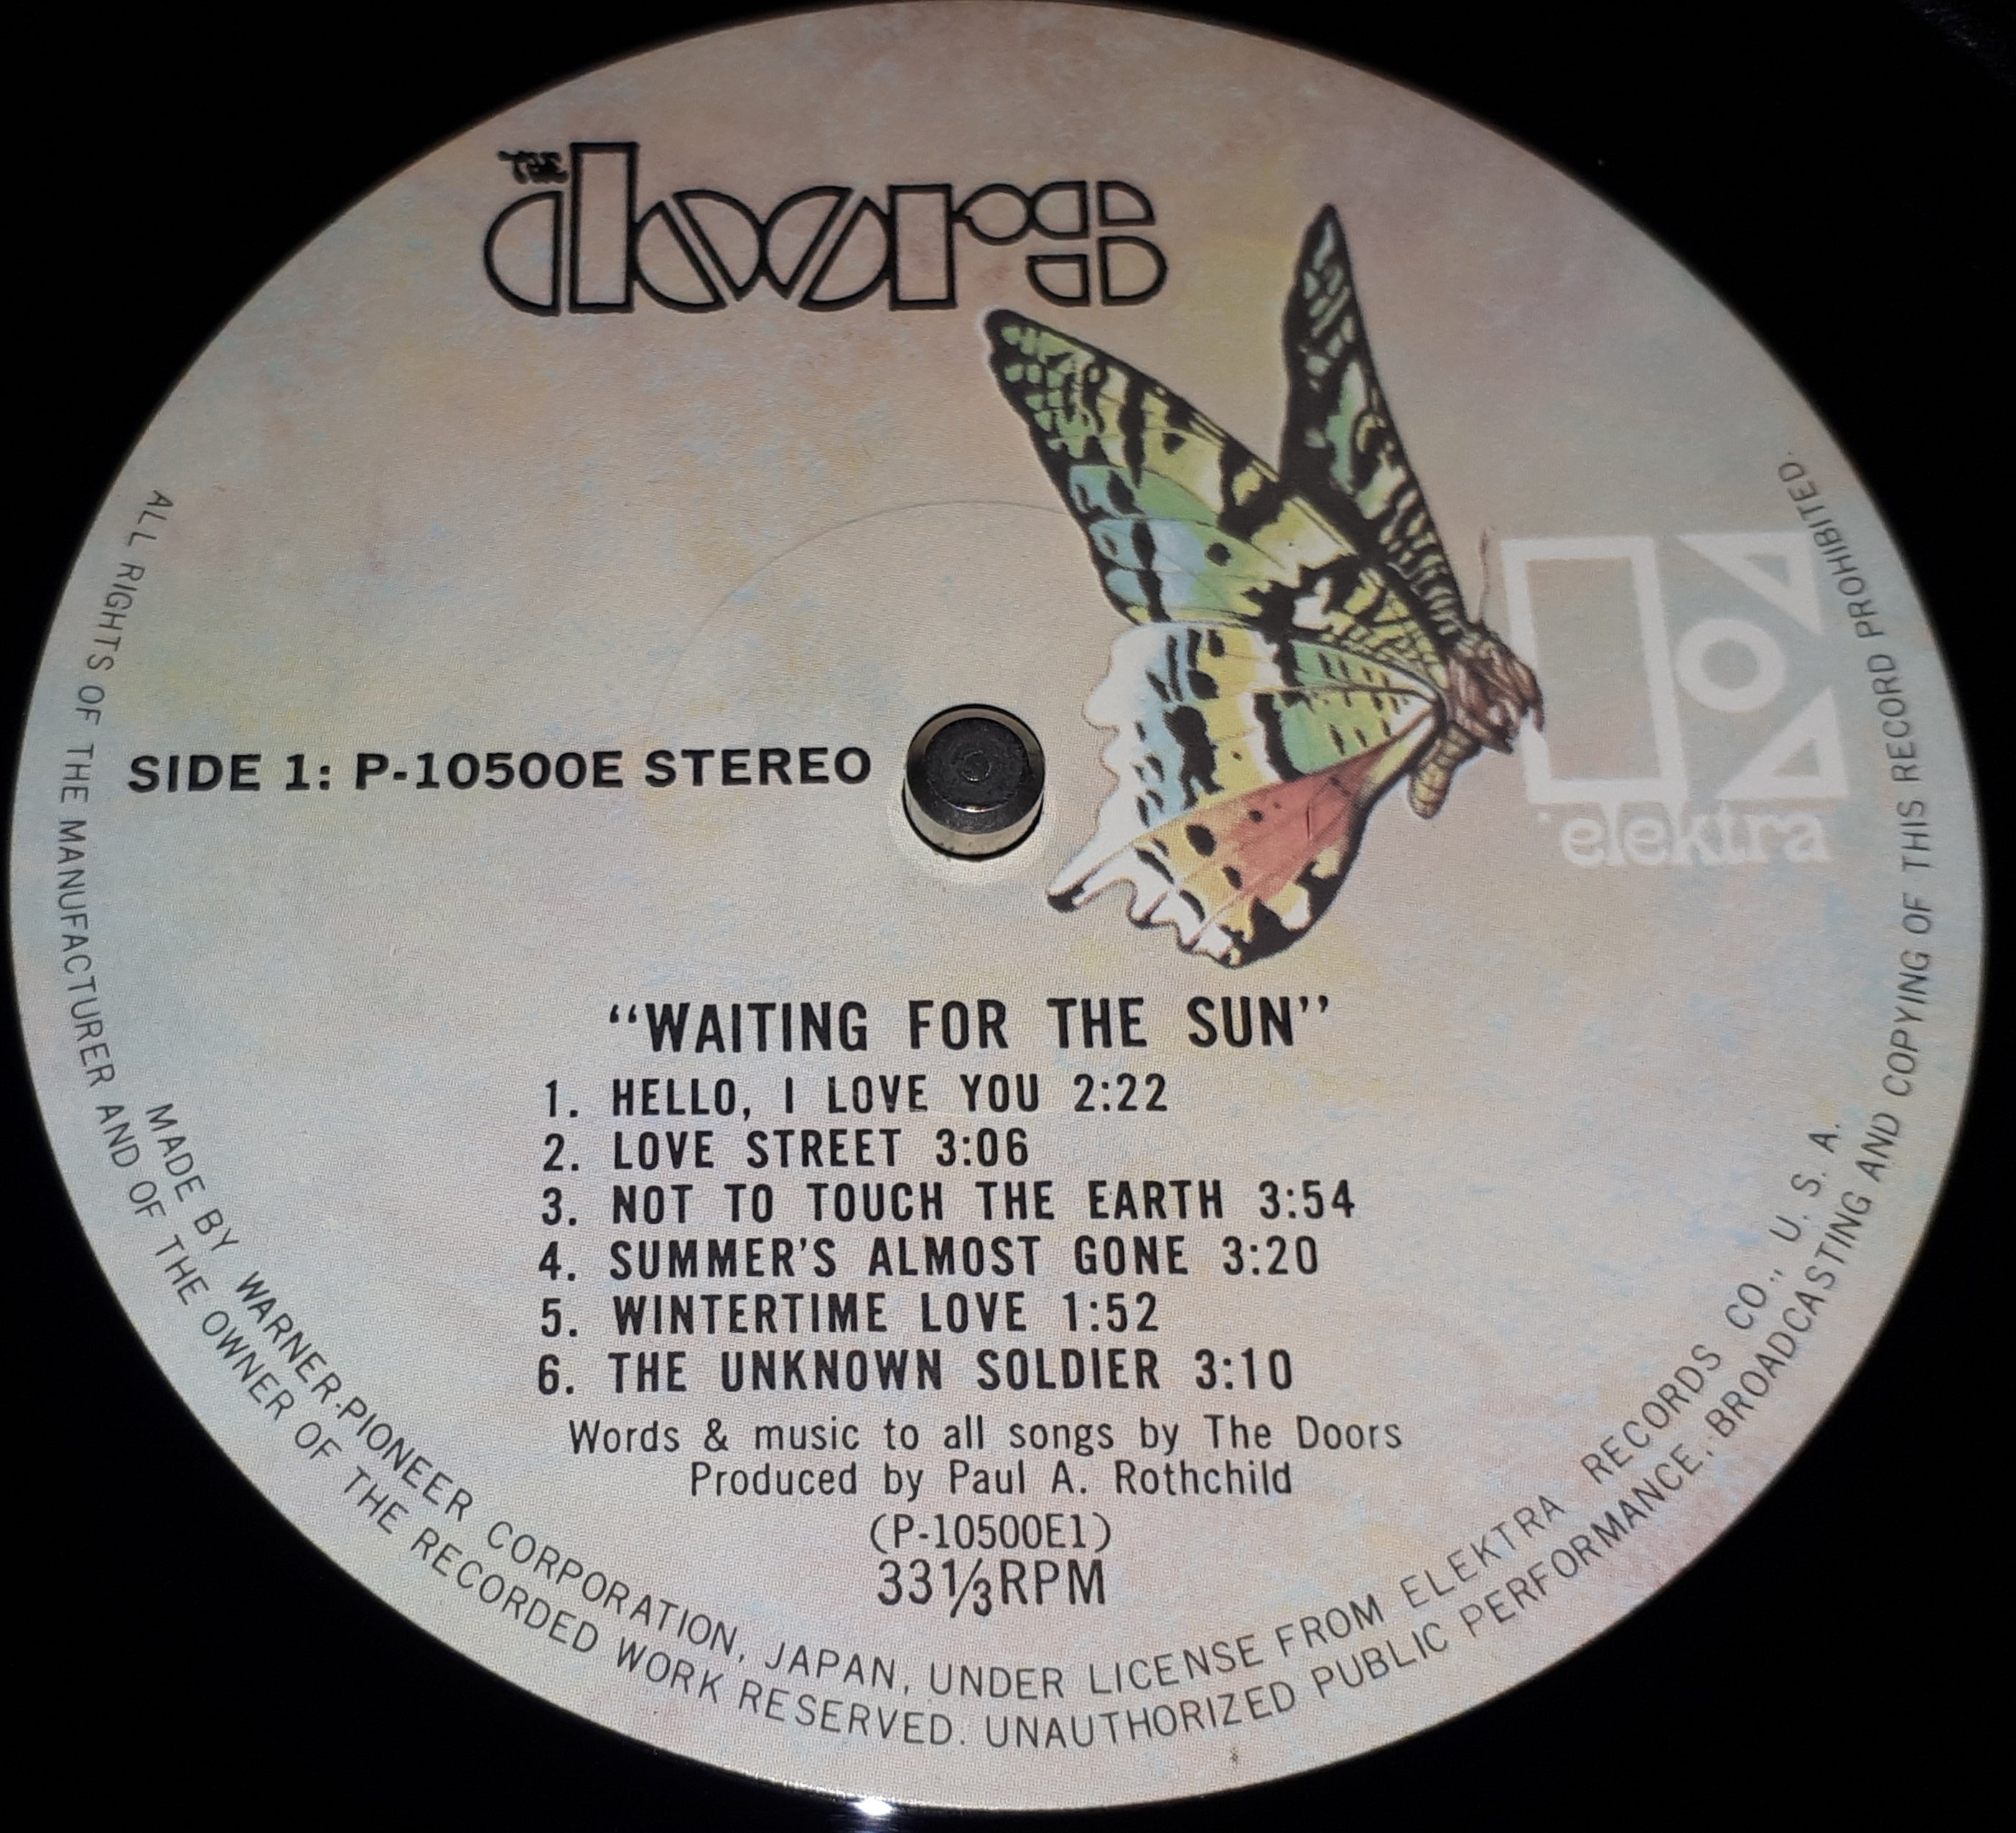 THE
doors
elektra
SIDE 1: P-10500E STEREO
“WAITING FOR THE SUN”
1. HELLO, I LOVE YOU 2:22
2. LOVE STREET 3:06
3. NOT TO TOUCH THE EARTH 3:54
4. SUMMER'S ALMOST GONE 3:20
5. WINTERTIME LOVE 1:52
6. THE UNKNOWN SOLDIER 3:10
Words & music to all songs by The Doors
Produced by Paul A. Rothchild
(P-10500E1)
33 1/3 RPM
MADE BY WARNER-PIONEER CORPORATION, JAPAN, UNDER LICENSE FROM ELEKTRA RECORDS CO., U. S. A.
ALL RIGHTS OF THE MANUFACTURER AND OF THE OWNER OF THE RECORDED WORK RESERVED. UNAUTHORIZED PUBLIC PERFORMANCE, BROADCASTING AND COPYING OF THIS RECORD PROHIBITED.